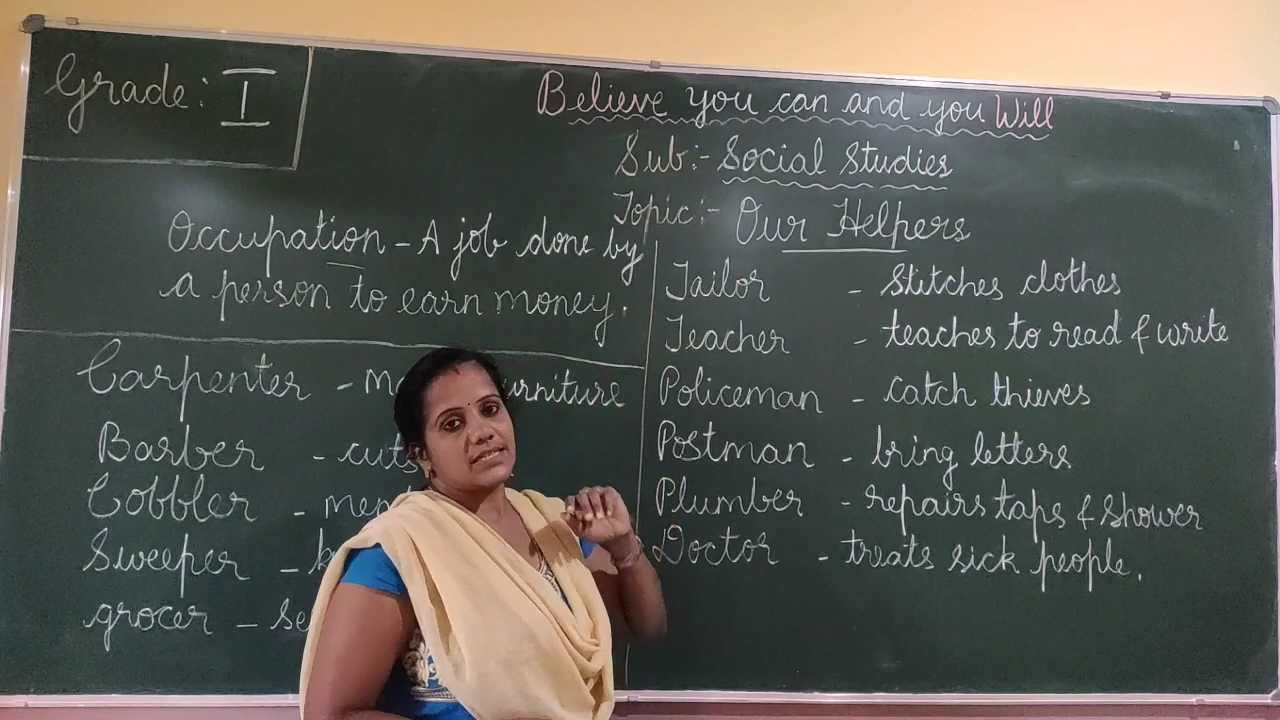 Grade: I
Believe you can and you Will
Sub:- Social Studies
Topic:- Our Helpers
Occupation - A job done by
a person to earn money.
Carpenter -
Barber - cuts
Cobbler -
Sweeper -
grocer -
Tailor - Stitches clothes
Teacher - teaches to read & write
Policeman - catch thieves
Postman - bring letters
Plumber - repairs taps & shower
Doctor - treats sick people.